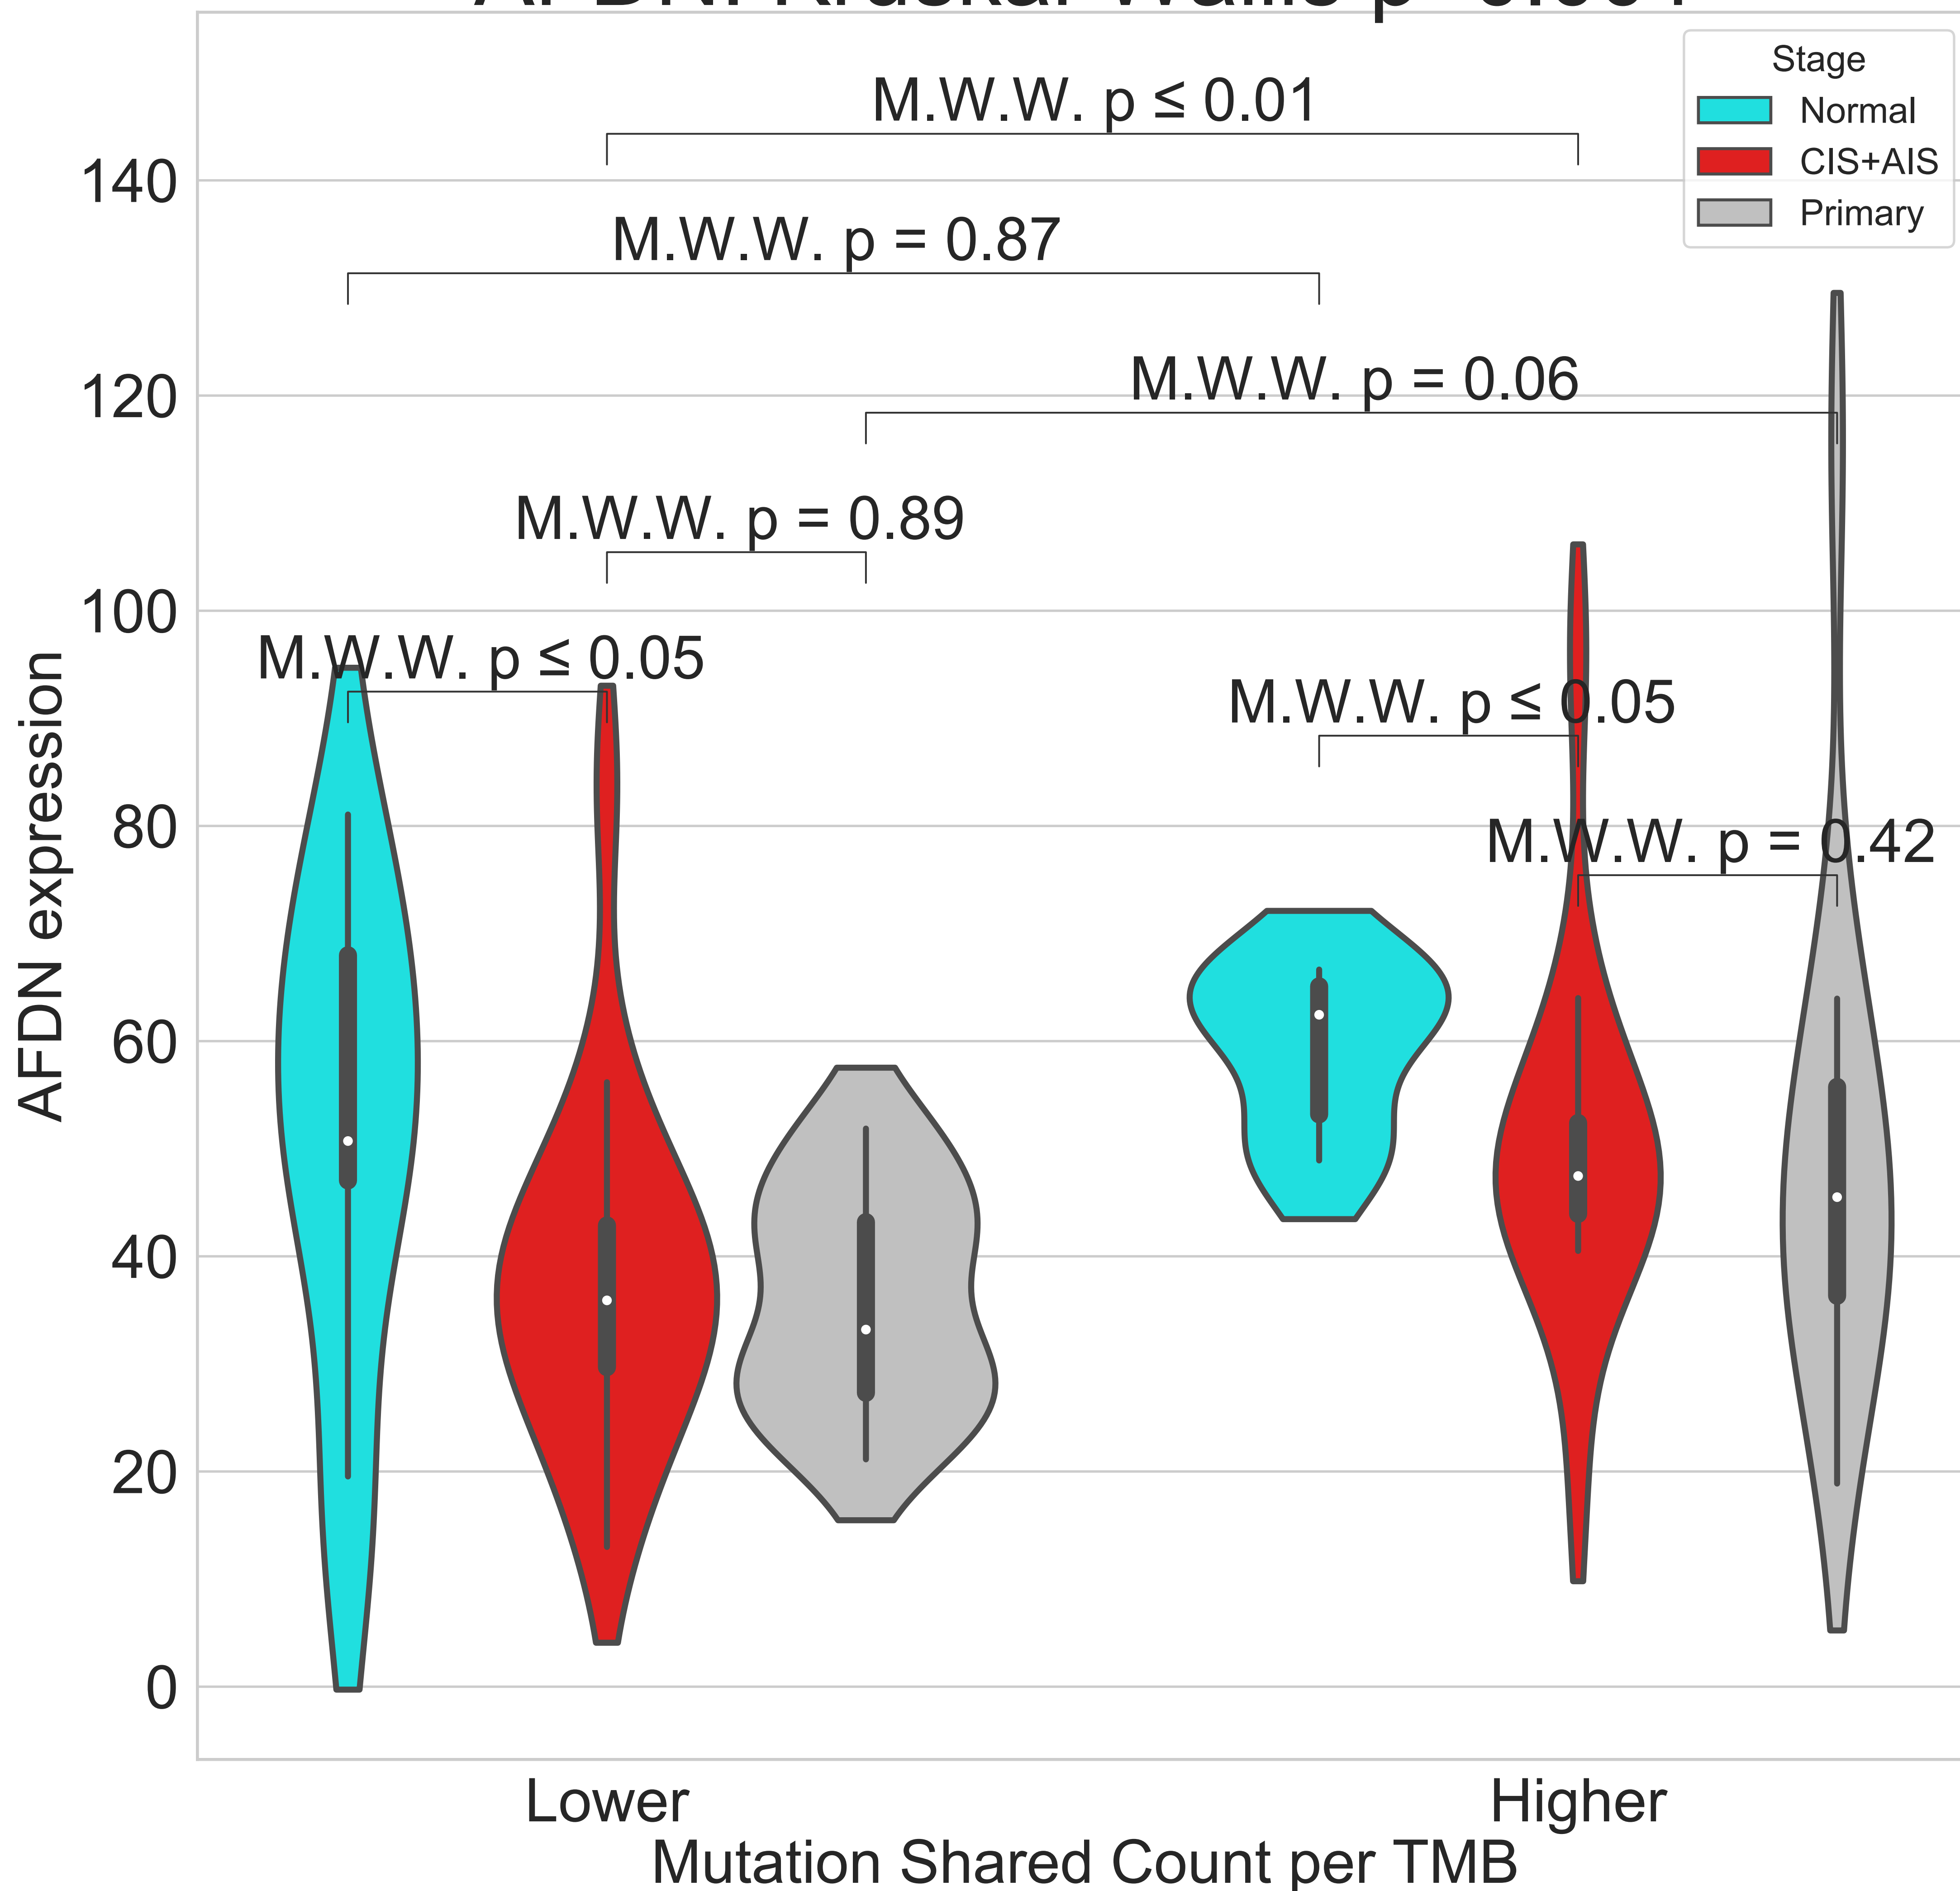 Stage
Normal
CIS+AIS
Primary
M.W.W. p ≤ 0.01
M.W.W. p = 0.87
M.W.W. p = 0.06
M.W.W. p = 0.89
M.W.W. p ≤ 0.05
M.W.W. p ≤ 0.05
M.W.W. p = 0.42
140
120
100
80
60
40
20
0
AFDN expression
Lower
Higher
Mutation Shared Count per TMB